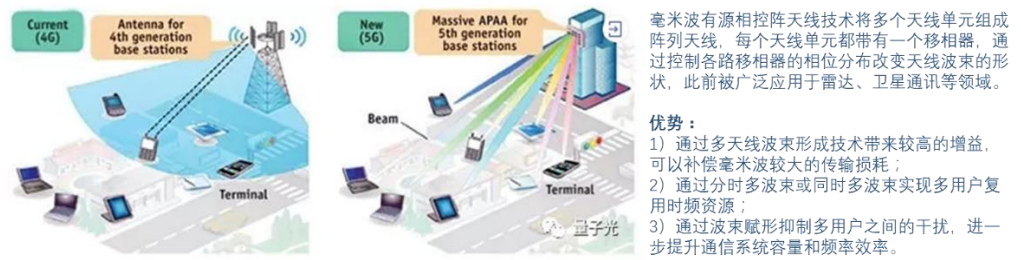 Current
(4G)
Antenna for
4th generation
base stations
Terminal
New
(5G)
Massive APAA for
5th generation
base stations
Beam
Terminal
量子光
毫米波有源相控阵天线技术将多个天线单元组成
阵列天线，每个天线单元都带有一个移相器，通
过控制各路移相器的相位分布改变天线波束的形
状，此前被广泛应用于雷达、卫星通讯等领域。
优势：
1）通过多天线波束形成技术带来较高的增益，
可以补偿毫米波较大的传输损耗；
2）通过分时多波束或同时多波束实现多用户复
用时频资源；
3）通过波束赋形抑制多用户之间的干扰，进一
步提升通信系统容量和频率效率。